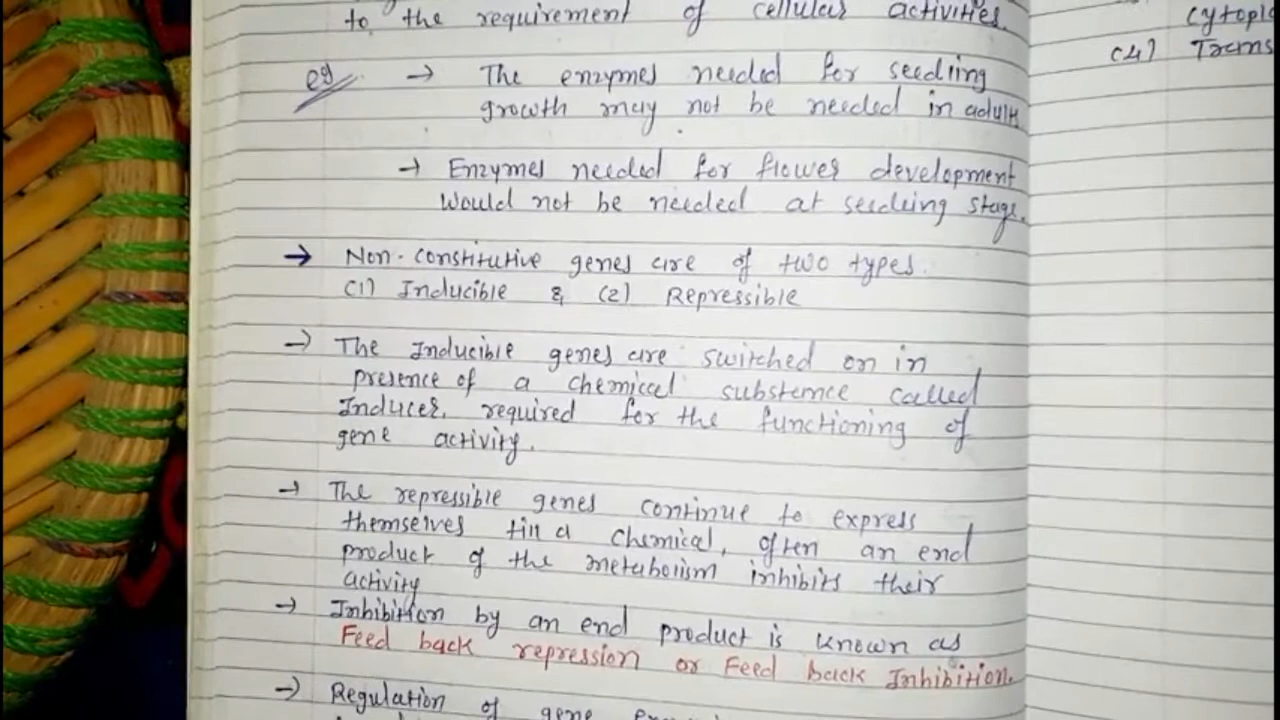 to the requirement of cellular activities.
eg → The enzymes needed for seedling
growth may not be needed in adult.
→ Enzymes needed for flower development
Would not be needed at seedling stage.
→ Non-constitutive genes are of two types.
(1) Inducible & (2) Repressible
→ The Inducible genes are switched on in
presence of a chemical substance called
Inducer, required for the functioning of
gene activity.
→ The repressible genes continue to express
themselves till a chemical, often an end
product of the metabolism inhibits their
activity
→ Inhibition by an end product is known as
Feed back repression or Feed back Inhibition.
→ Regulation of gene
(4)